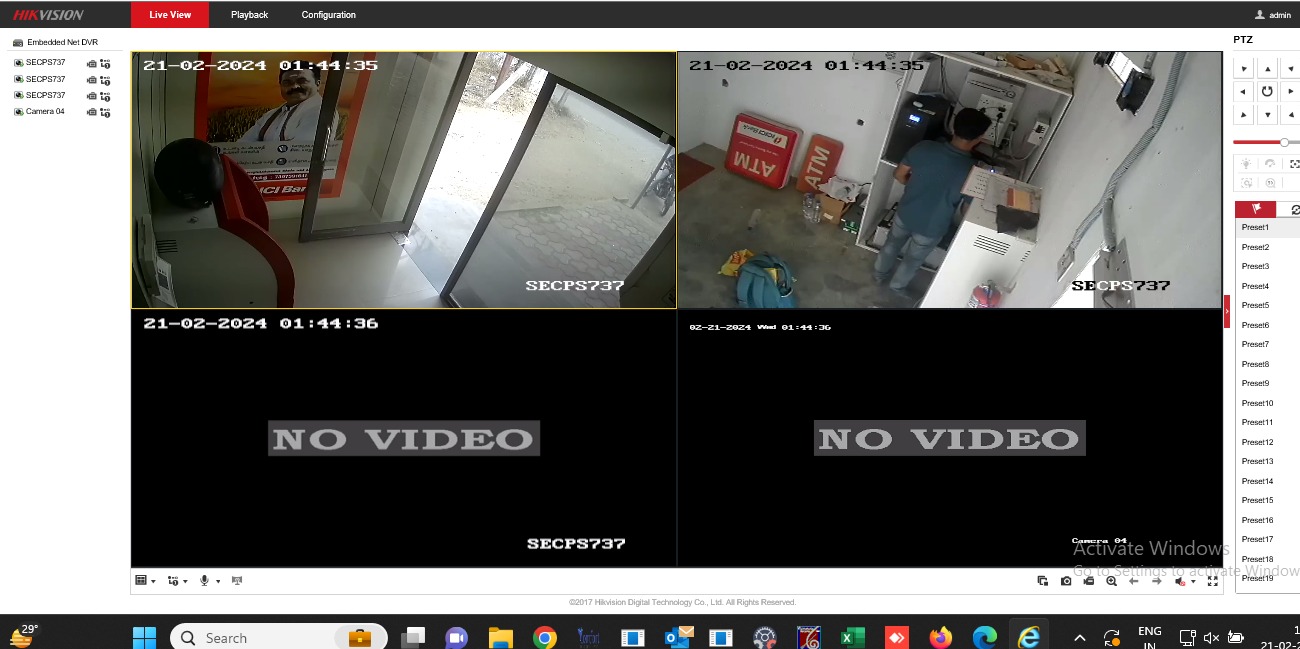 HIKVISION
Live View
Playback
Configuration
admin
Embedded Net DVR
SECPS737
SECPS737
SECPS737
Camera 04
PTZ
21-02-2024 01:44:35
ICICI Ban
SECPS737
21-02-2024 01:44:35
ICICI Bank
ATM
ATM
SECPS737
21-02-2024 01:44:36
NO VIDEO
SECPS737
02-21-2024 Wed 01:44:36
NO VIDEO
Camera 04
Preset1
Preset2
Preset3
Preset4
Preset5
Preset6
Preset7
Preset8
Preset9
Preset10
Preset11
Preset12
Preset13
Preset14
Preset15
Preset16
Preset17
Preset18
Preset19
Activate Windows
Go to Settings to activate Window
©2017 Hikvision Digital Technology Co., Ltd. All Rights Reserved.
29°
Search
ENG
IN
21-02-2